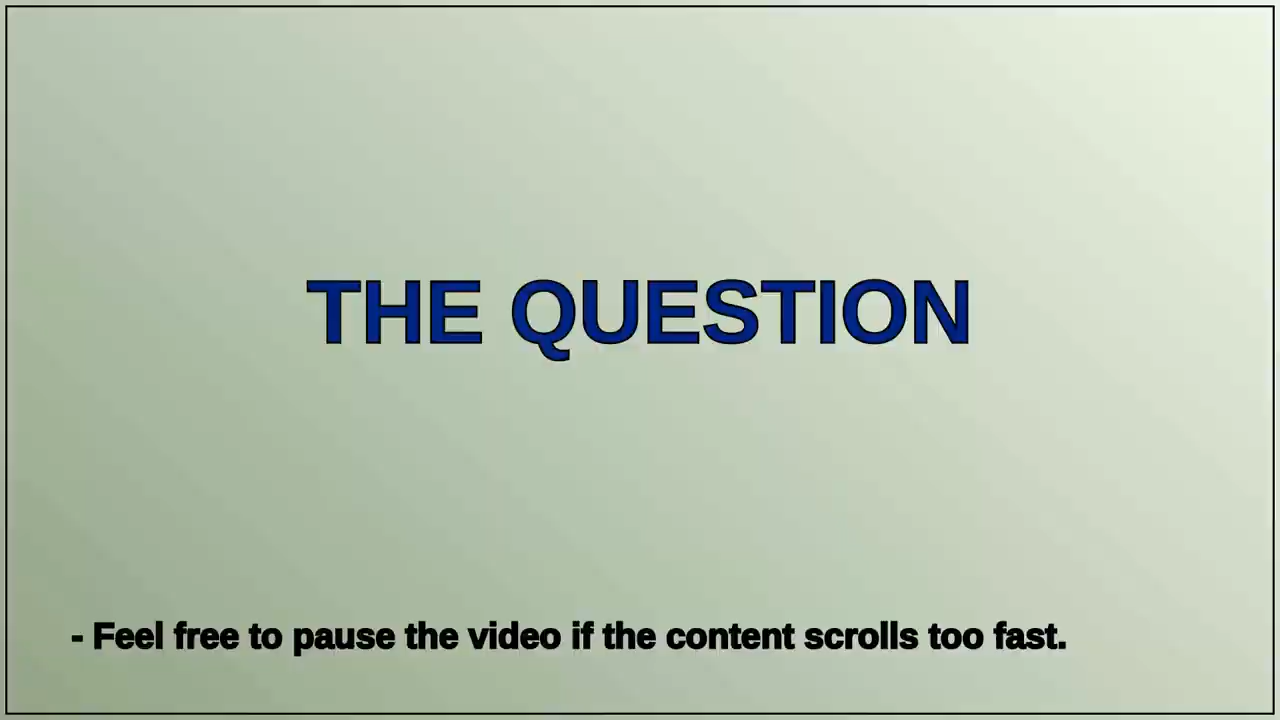 THE QUESTION
- Feel free to pause the video if the content scrolls too fast.